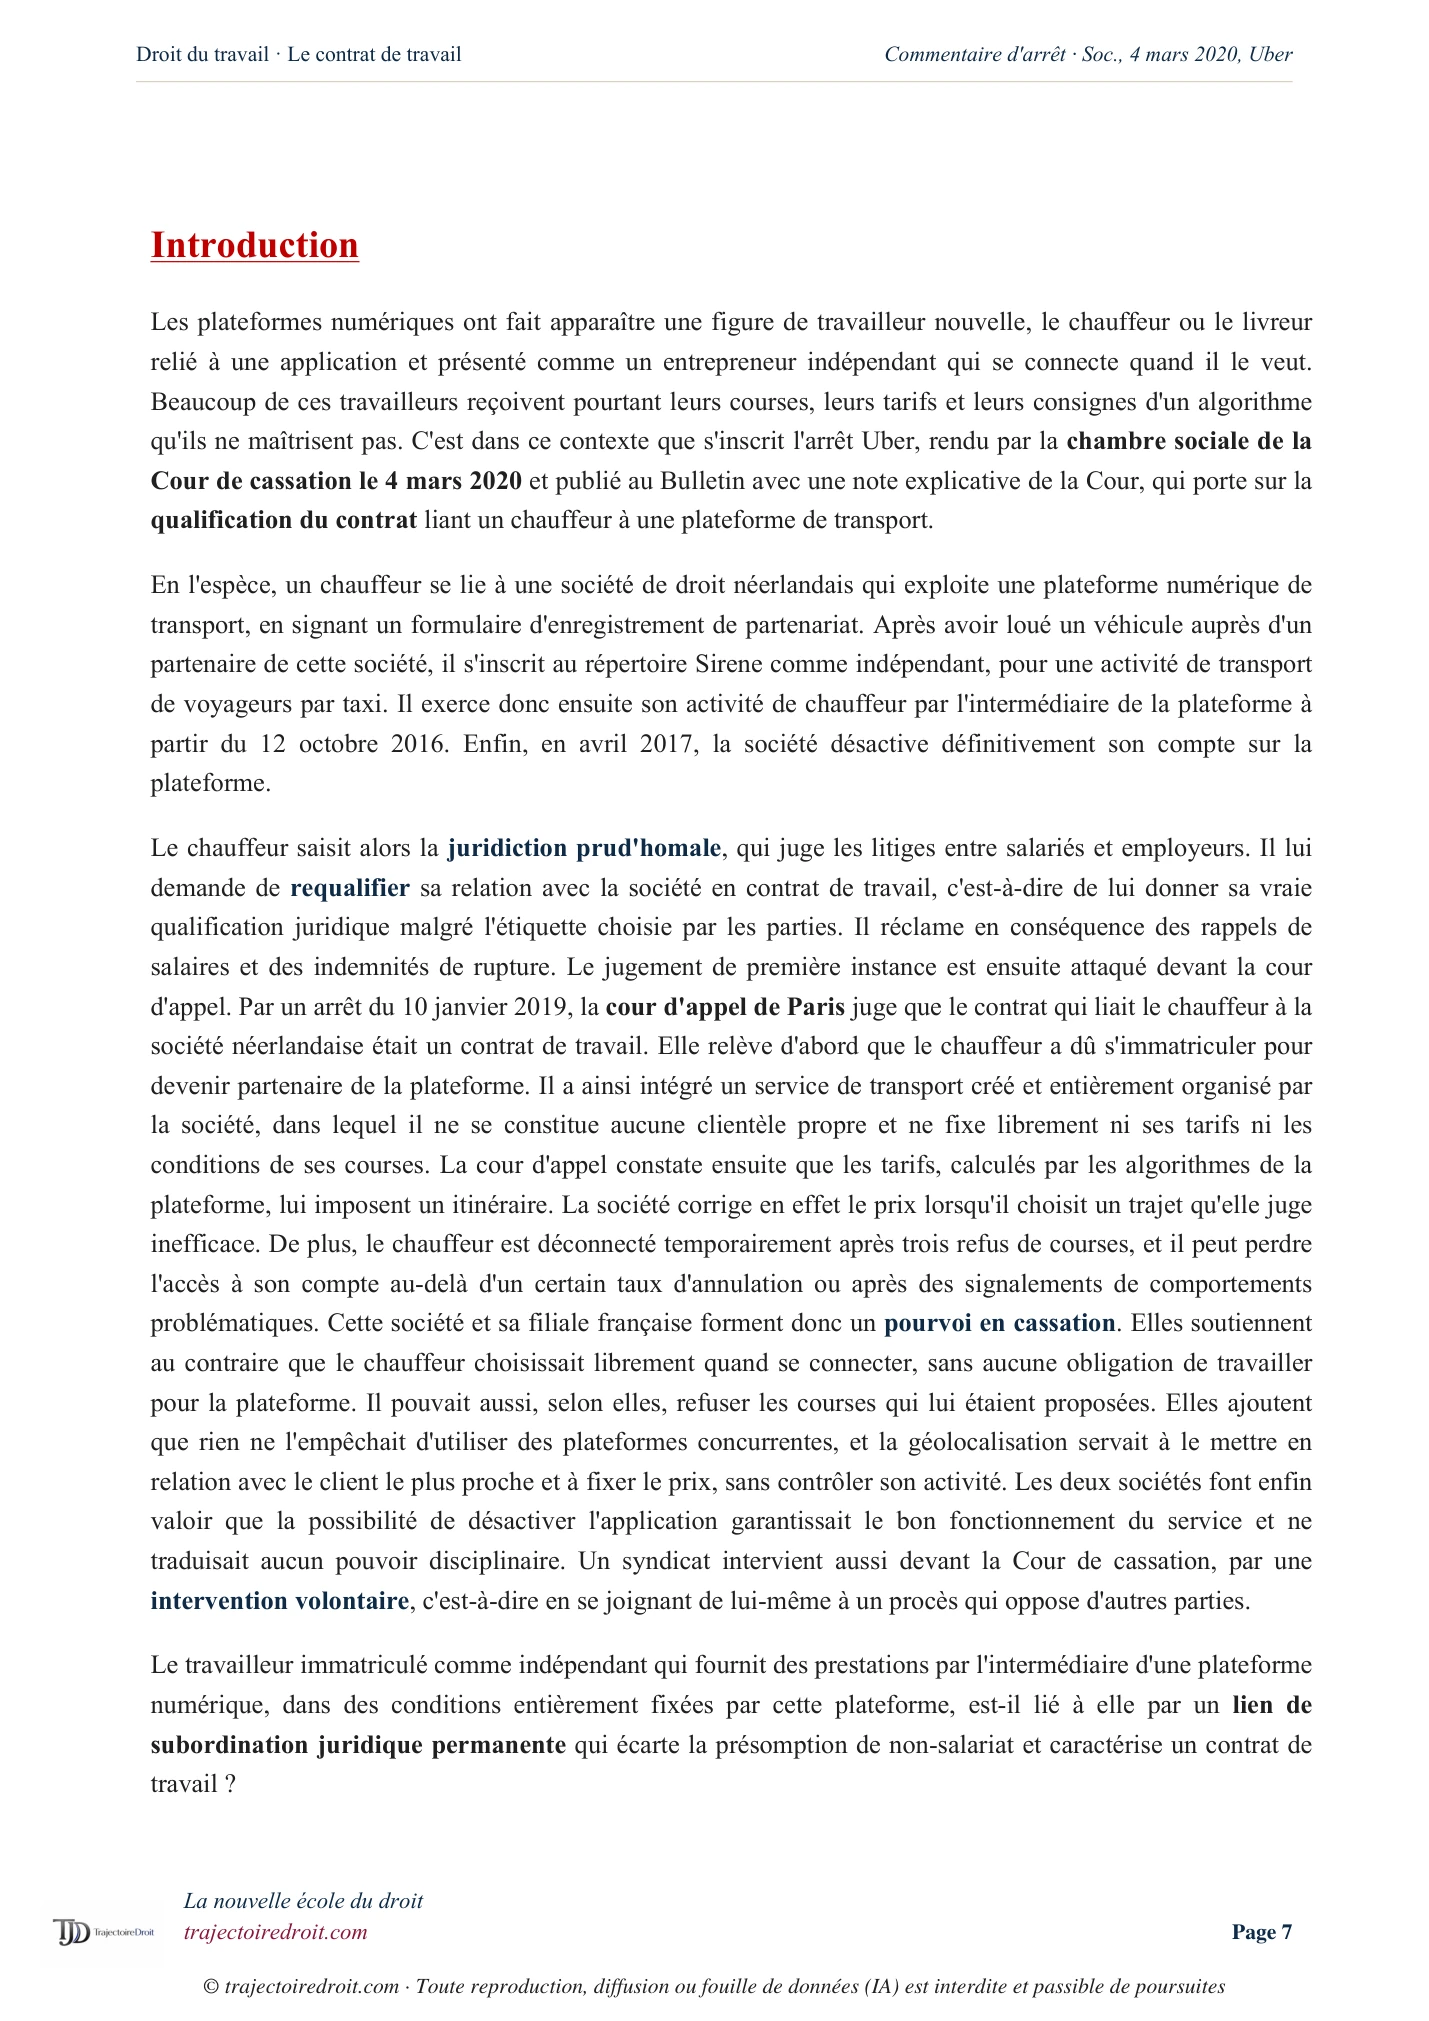 Droit du travail · Le contrat de travail
Commentaire d'arrêt · Soc., 4 mars 2020, Uber
Introduction
Les plateformes numériques ont fait apparaître une figure de travailleur nouvelle, le chauffeur ou le livreur
relié à une application et présenté comme un entrepreneur indépendant qui se connecte quand il le veut.
Beaucoup de ces travailleurs reçoivent pourtant leurs courses, leurs tarifs et leurs consignes d'un algorithme
qu'ils ne maîtrisent pas. C'est dans ce contexte que s'inscrit l'arrêt Uber, rendu par la chambre sociale de la
Cour de cassation le 4 mars 2020 et publié au Bulletin avec une note explicative de la Cour, qui porte sur la
qualification du contrat liant un chauffeur à une plateforme de transport.
En l'espèce, un chauffeur se lie à une société de droit néerlandais qui exploite une plateforme numérique de
transport, en signant un formulaire d'enregistrement de partenariat. Après avoir loué un véhicule auprès d'un
partenaire de cette société, il s'inscrit au répertoire Sirene comme indépendant, pour une activité de transport
de voyageurs par taxi. Il exerce donc ensuite son activité de chauffeur par l'intermédiaire de la plateforme à
partir du 12 octobre 2016. Enfin, en avril 2017, la société désactive définitivement son compte sur la
plateforme.
Le chauffeur saisit alors la juridiction prud'homale, qui juge les litiges entre salariés et employeurs. Il lui
demande de requalifier sa relation avec la société en contrat de travail, c'est-à-dire de lui donner sa vraie
qualification juridique malgré l'étiquette choisie par les parties. Il réclame en conséquence des rappels de
salaires et des indemnités de rupture. Le jugement de première instance est ensuite attaqué devant la cour
d'appel. Par un arrêt du 10 janvier 2019, la cour d'appel de Paris juge que le contrat qui liait le chauffeur à la
société néerlandaise était un contrat de travail. Elle relève d'abord que le chauffeur a dû s'immatriculer pour
devenir partenaire de la plateforme. Il a ainsi intégré un service de transport créé et entièrement organisé par
la société, dans lequel il ne se constitue aucune clientèle propre et ne fixe librement ni ses tarifs ni les
conditions de ses courses. La cour d'appel constate ensuite que les tarifs, calculés par les algorithmes de la
plateforme, lui imposent un itinéraire. La société corrige en effet le prix lorsqu'il choisit un trajet qu'elle juge
inefficace. De plus, le chauffeur est déconnecté temporairement après trois refus de courses, et il peut perdre
l'accès à son compte au-delà d'un certain taux d'annulation ou après des signalements de comportements
problématiques. Cette société et sa filiale française forment donc un pourvoi en cassation. Elles soutiennent
au contraire que le chauffeur choisissait librement quand se connecter, sans aucune obligation de travailler
pour la plateforme. Il pouvait aussi, selon elles, refuser les courses qui lui étaient proposées. Elles ajoutent
que rien ne l'empêchait d'utiliser des plateformes concurrentes, et la géolocalisation servait à le mettre en
relation avec le client le plus proche et à fixer le prix, sans contrôler son activité. Les deux sociétés font enfin
valoir que la possibilité de désactiver l'application garantissait le bon fonctionnement du service et ne
traduisait aucun pouvoir disciplinaire. Un syndicat intervient aussi devant la Cour de cassation, par une
intervention volontaire, c'est-à-dire en se joignant de lui-même à un procès qui oppose d'autres parties.
Le travailleur immatriculé comme indépendant qui fournit des prestations par l'intermédiaire d'une plateforme
numérique, dans des conditions entièrement fixées par cette plateforme, est-il lié à elle par un lien de
subordination juridique permanente qui écarte la présomption de non-salariat et caractérise un contrat de
travail ?
La nouvelle école du droit
TJD TrajectoireDroit
trajectoiredroit.com
Page 7
© trajectoiredroit.com · Toute reproduction, diffusion ou fouille de données (IA) est interdite et passible de poursuites